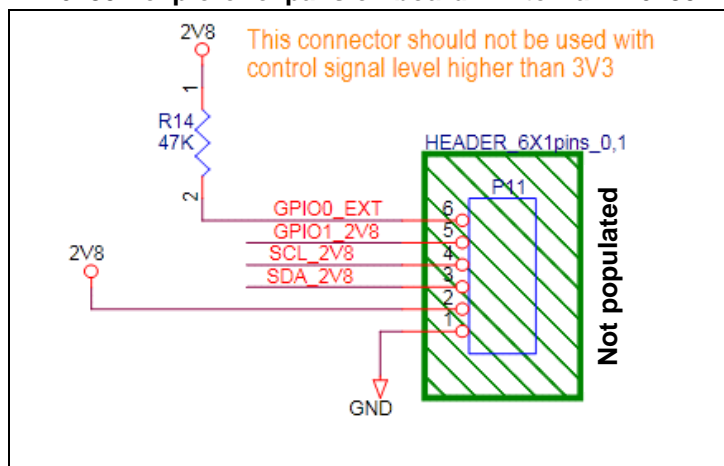 2V8
This connector should not be used with
control signal level higher than 3V3
1
R14
47K
HEADER_6X1pins_0,1
P11
2
GPIO0_EXT
6
GPIO1_2V8
5
SCL_2V8
4
2V8
SDA_2V8
3
2
1
GND
Not populated